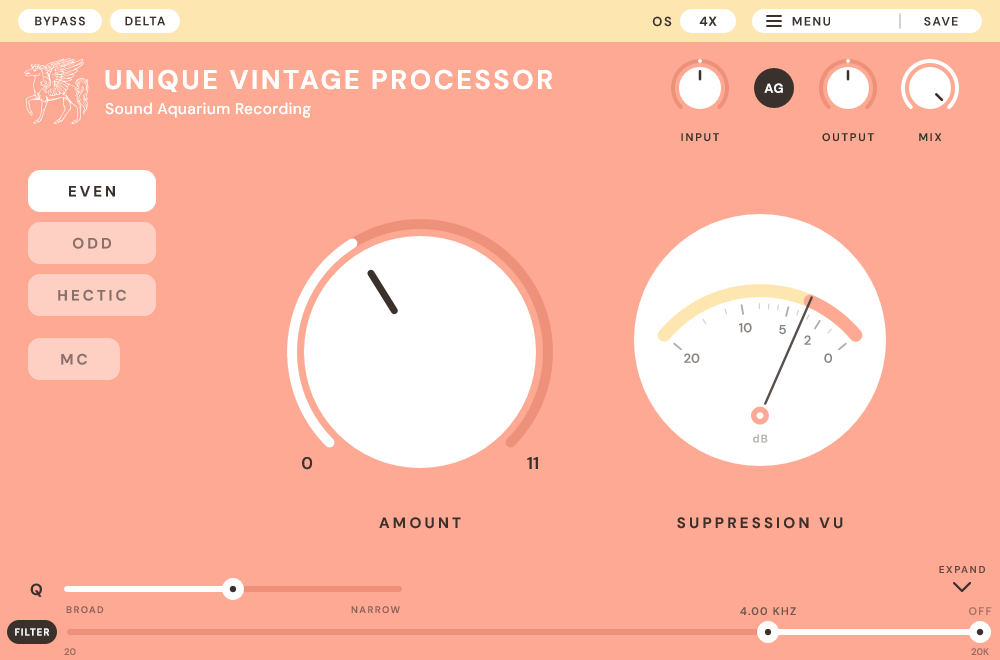 BYPASS DELTA OS 4X MENU SAVE
UNIQUE VINTAGE PROCESSOR
Sound Aquarium Recording
AG
INPUT OUTPUT MIX
EVEN
ODD
HECTIC
MC
20 10 5 2 0
dB
0 11
AMOUNT SUPPRESSION VU
EXPAND
Q
BROAD NARROW
4.00 KHZ OFF
FILTER
20 20K